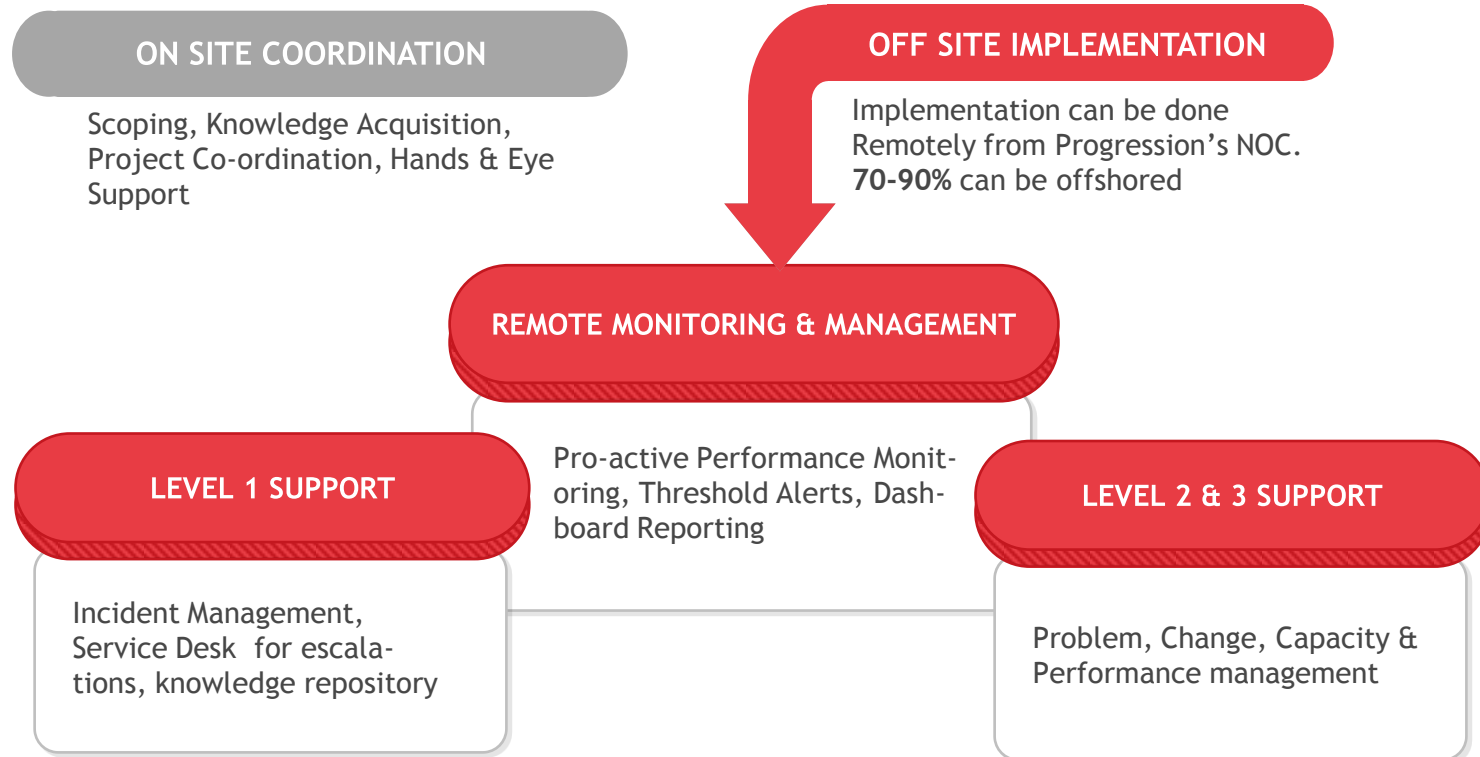 ON SITE COORDINATION
Scoping, Knowledge Acquisition,
Project Co-ordination, Hands & Eye
Support
OFF SITE IMPLEMENTATION
Implementation can be done
Remotely from Progression’s NOC.
70-90% can be offshored
REMOTE MONITORING & MANAGEMENT
Pro-active Performance Monit-
oring, Threshold Alerts, Dash-
board Reporting
LEVEL 1 SUPPORT
Incident Management,
Service Desk  for escala-
tions, knowledge repository
LEVEL 2 & 3 SUPPORT
Problem, Change, Capacity &
Performance management